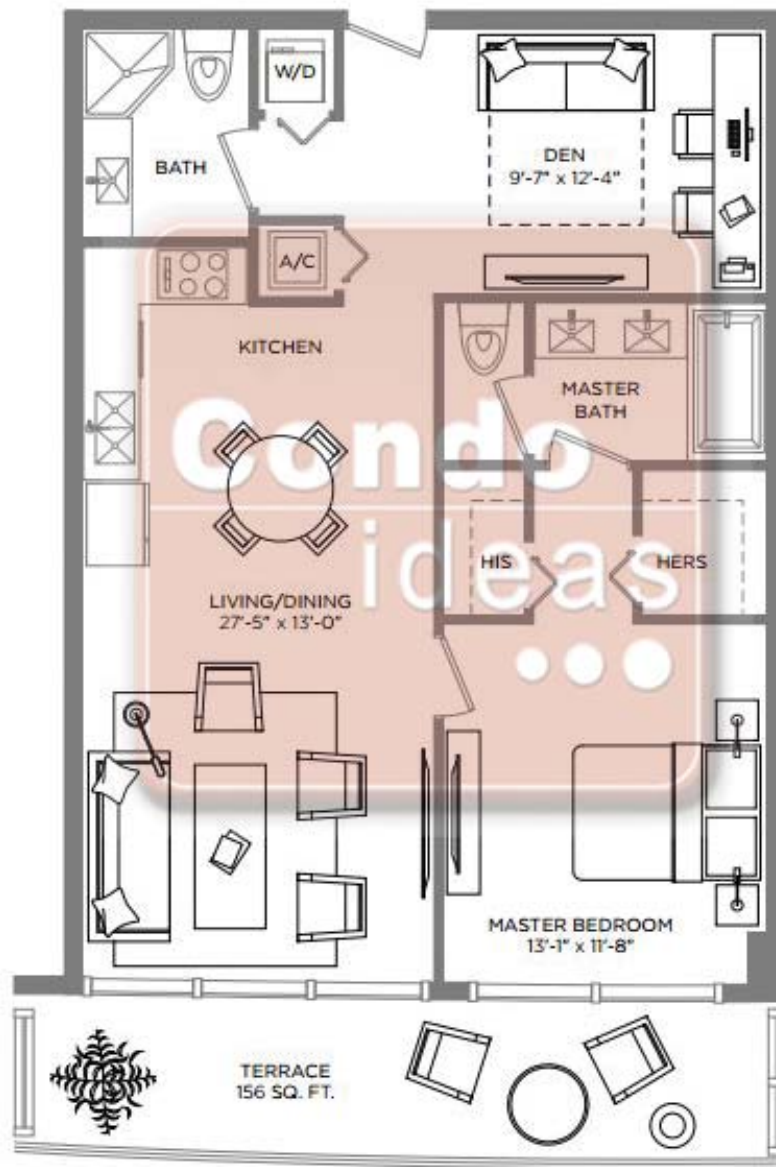 W/D
BATH
DEN
9'-7" x 12'-4"
A/C
KITCHEN
MASTER
BATH
Condo
ideas
HIS
HERS
LIVING/DINING
27'-5" x 13'-0"
MASTER BEDROOM
13'-1" x 11'-8"
TERRACE
156 SQ. FT.